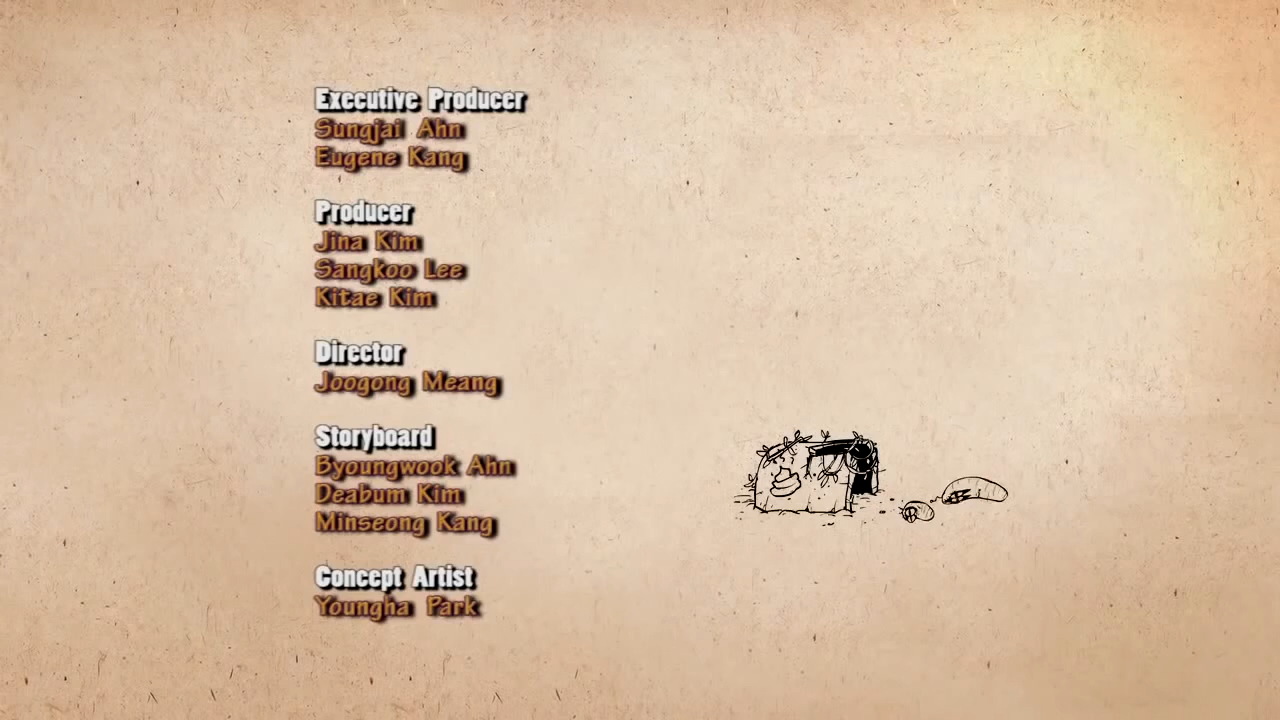 Executive Producer
Sungjai Ahn
Eugene Kang
Producer
Jina Kim
Sangkoo Lee
Kitae Kim
Director
Joogong Meang
Storyboard
Byoungwook Ahn
Deabum Kim
Minseong Kang
Concept Artist
Youngha Park